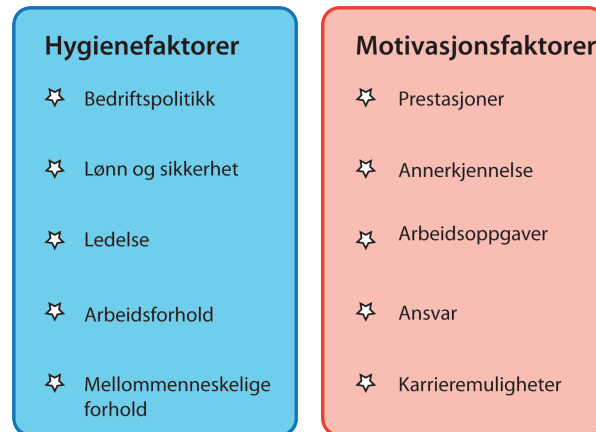 Hygienefaktorer
Bedriftspolitikk
Lønn og sikkerhet
Ledelse
Arbeidsforhold
Mellommenneskelige
forhold
Motivasjonsfaktorer
Prestasjoner
Annerkjennelse
Arbeidsoppgaver
Ansvar
Karrieremuligheter